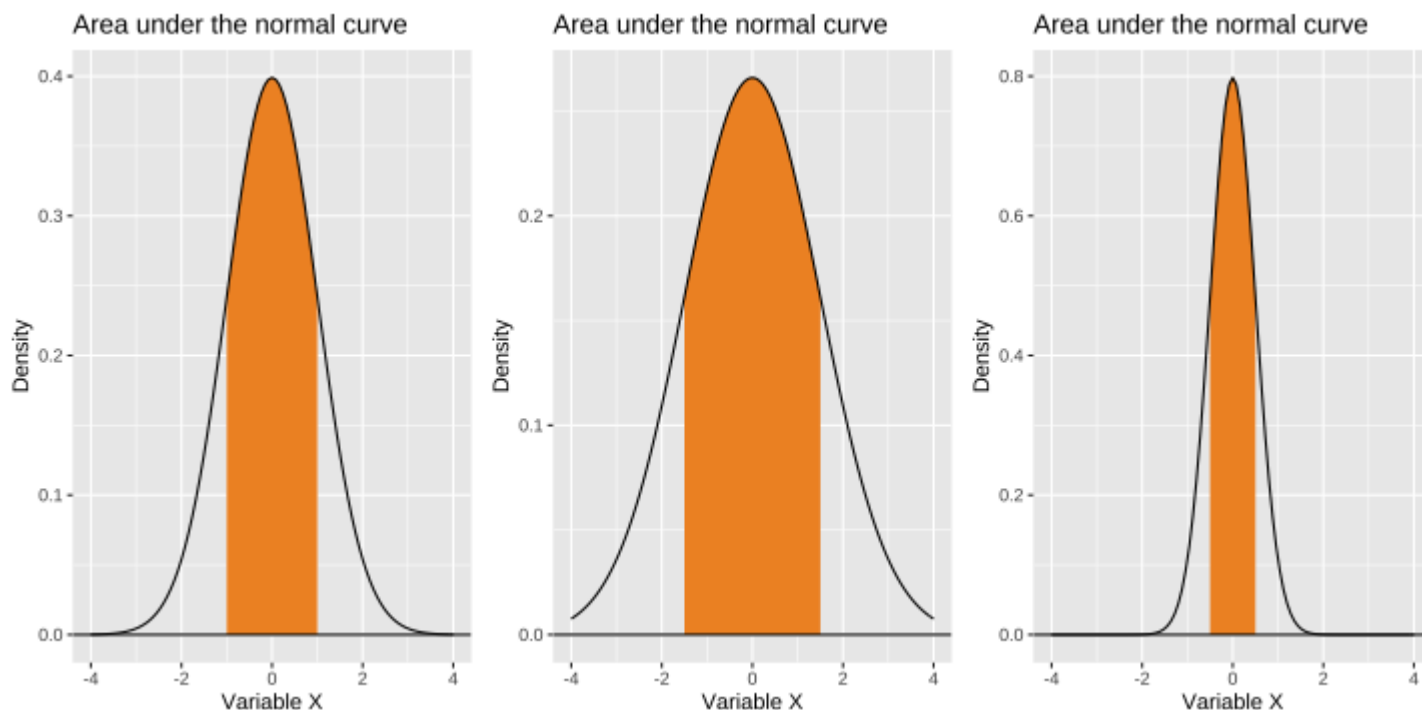 Area under the normal curve
0.4
0.3
0.2
0.1
0.0
Density
-4 -2 0 2 4
Variable X
Area under the normal curve
0.2
0.1
0.0
Density
-4 -2 0 2 4
Variable X
Area under the normal curve
0.8
0.6
0.4
0.2
0.0
Density
-4 -2 0 2 4
Variable X